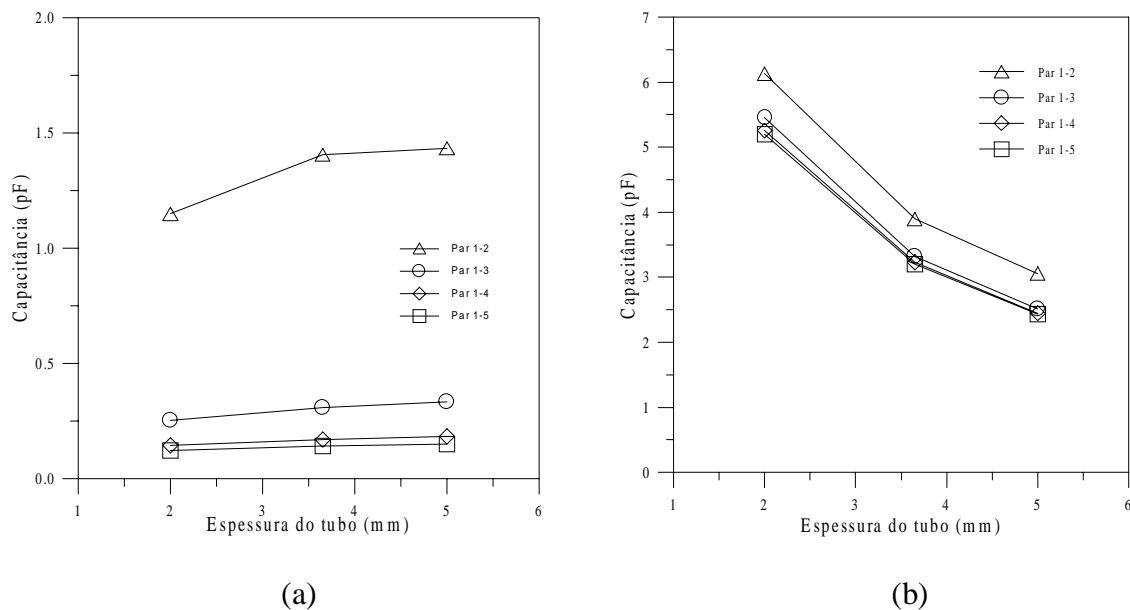 2.0
1.5
1.0
0.5
0.0
Capacitância (pF)
Par 1-2
Par 1-3
Par 1-4
Par 1-5
1 2 3 4 5 6
Espessura do tubo (mm)
(a)
7
6
5
4
3
2
1
0
Capacitância (pF)
Par 1-2
Par 1-3
Par 1-4
Par 1-5
1 2 3 4 5 6
Espessura do tubo (mm)
(b)